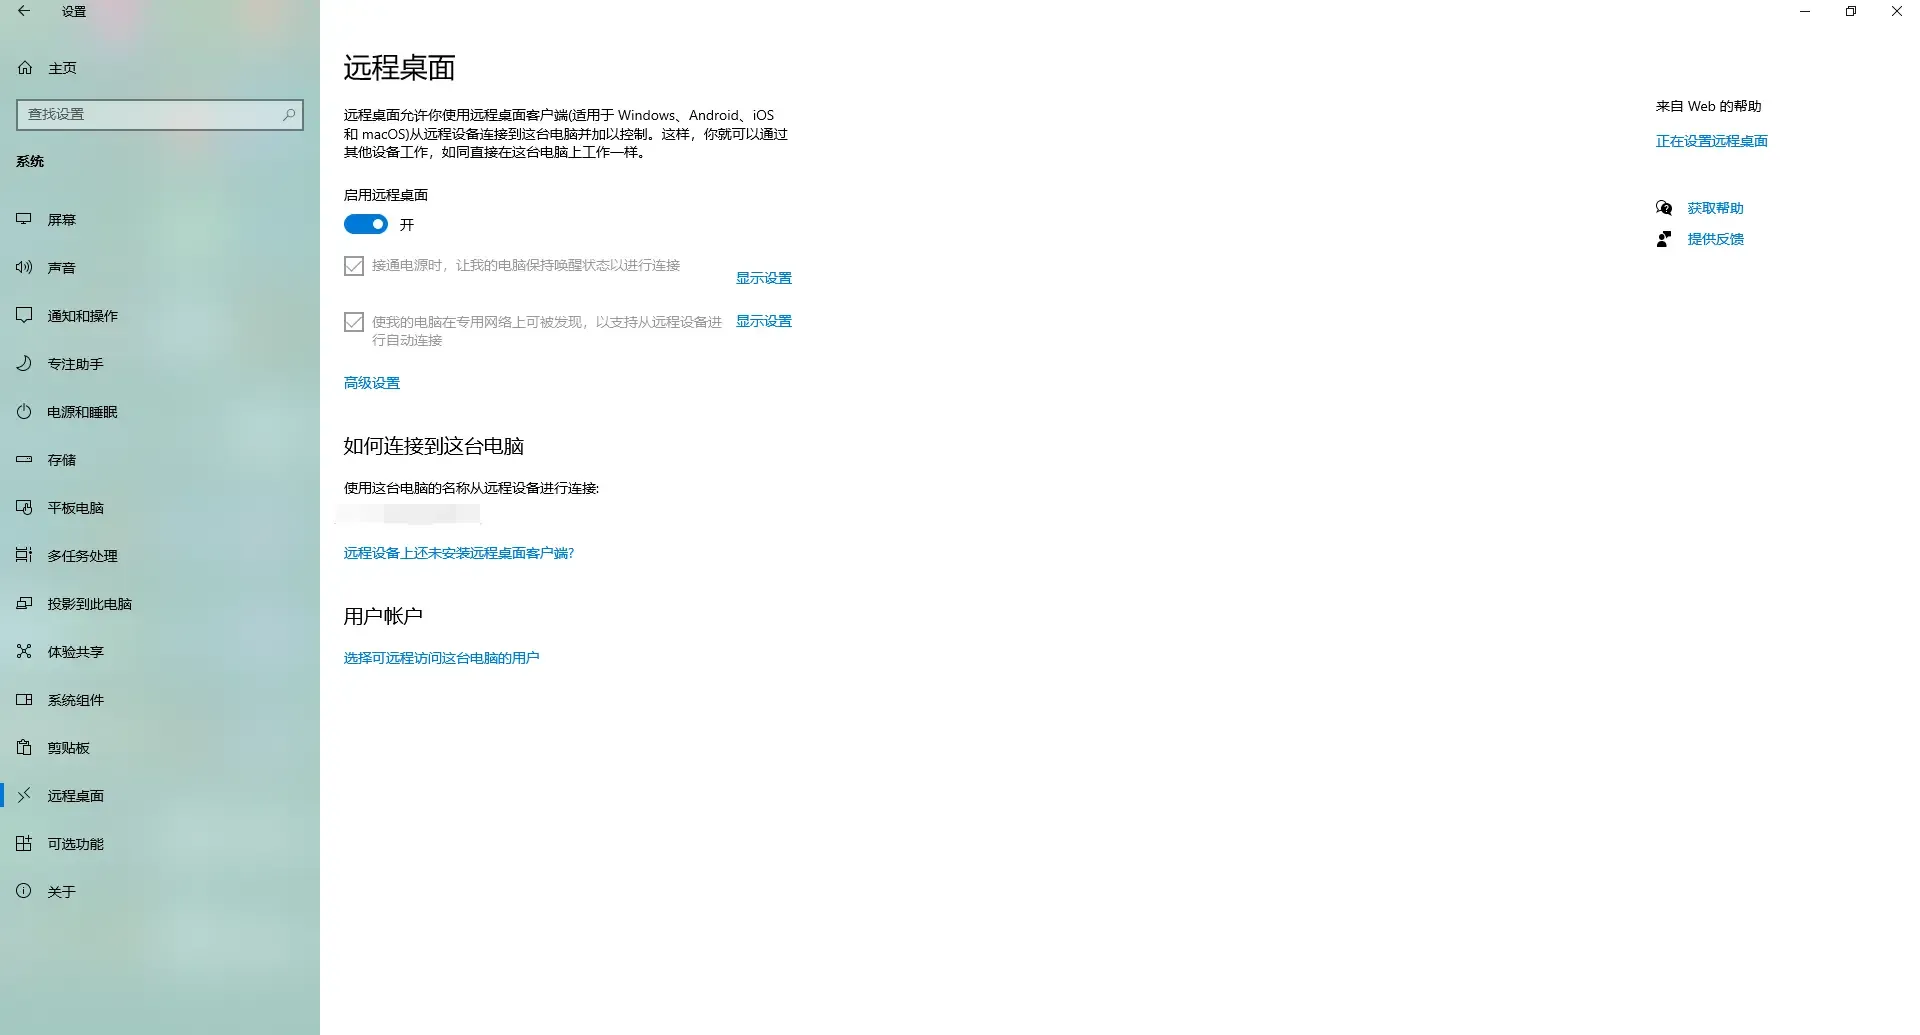 设置
主页
查找设置
系统
屏幕
声音
通知和操作
专注助手
电源和睡眠
存储
平板电脑
多任务处理
投影到此电脑
体验共享
系统组件
剪贴板
远程桌面
可选功能
关于
远程桌面
远程桌面允许你使用远程桌面客户端(适用于 Windows、Android、iOS
和 macOS)从远程设备连接到这台电脑并加以控制。这样，你就可以通过
其他设备工作，如同直接在这台电脑上工作一样。
启用远程桌面
开
接通电源时，让我的电脑保持唤醒状态以进行连接
显示设置
使我的电脑在专用网络上可被发现，以支持从远程设备进
行自动连接
显示设置
高级设置
如何连接到这台电脑
使用这台电脑的名称从远程设备进行连接:
远程设备上还未安装远程桌面客户端?
用户帐户
选择可远程访问这台电脑的用户
来自 Web 的帮助
正在设置远程桌面
获取帮助
提供反馈